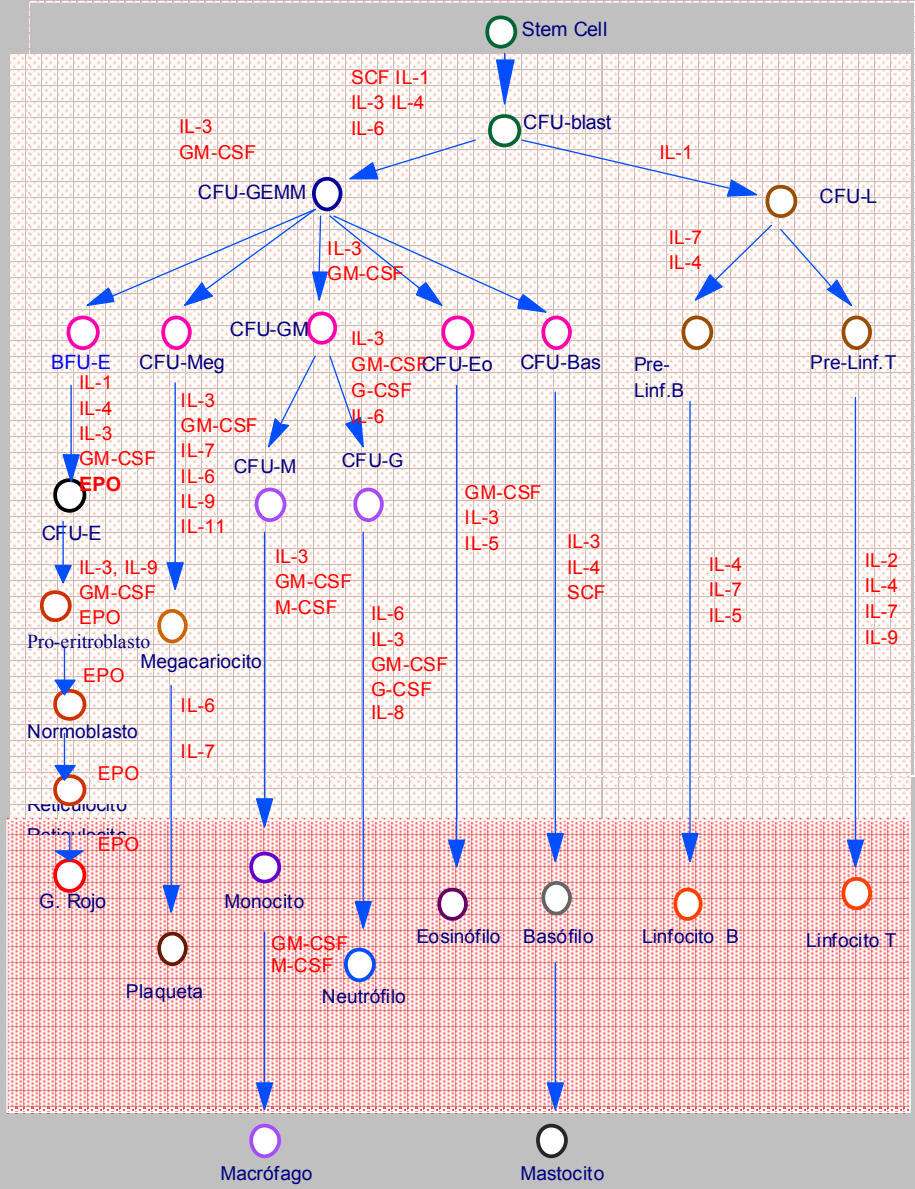 Stem Cell
SCF IL-1
IL-3 IL-4
IL-6
CFU-blast
IL-3
GM-CSF
IL-1
CFU-GEMM
CFU-L
IL-3
GM-CSF
IL-7
IL-4
BFU-E
CFU-Meg
CFU-GM
CFU-Eo
CFU-Bas
Pre-
Linf.B
Pre-Linf.T
IL-1
IL-4
IL-3
GM-CSF
EPO
IL-3
GM-CSF
IL-7
IL-6
IL-9
IL-11
IL-3
GM-CSF
G-CSF
IL-6
CFU-M
CFU-G
CFU-E
IL-3, IL-9
GM-CSF
EPO
IL-3
GM-CSF
M-CSF
IL-6
IL-3
GM-CSF
G-CSF
IL-8
GM-CSF
IL-3
IL-5
IL-3
IL-4
SCF
IL-4
IL-7
IL-5
IL-2
IL-4
IL-7
IL-9
Pro-eritroblasto
Megacariocito
EPO
IL-6
IL-7
Normoblasto
EPO
Reticulocito
Reticulocito
EPO
G. Rojo
Plaqueta
Monocito
GM-CSF
M-CSF
Neutrófilo
Eosinófilo
Basófilo
Linfocito B
Linfocito T
Macrófago
Mastocito